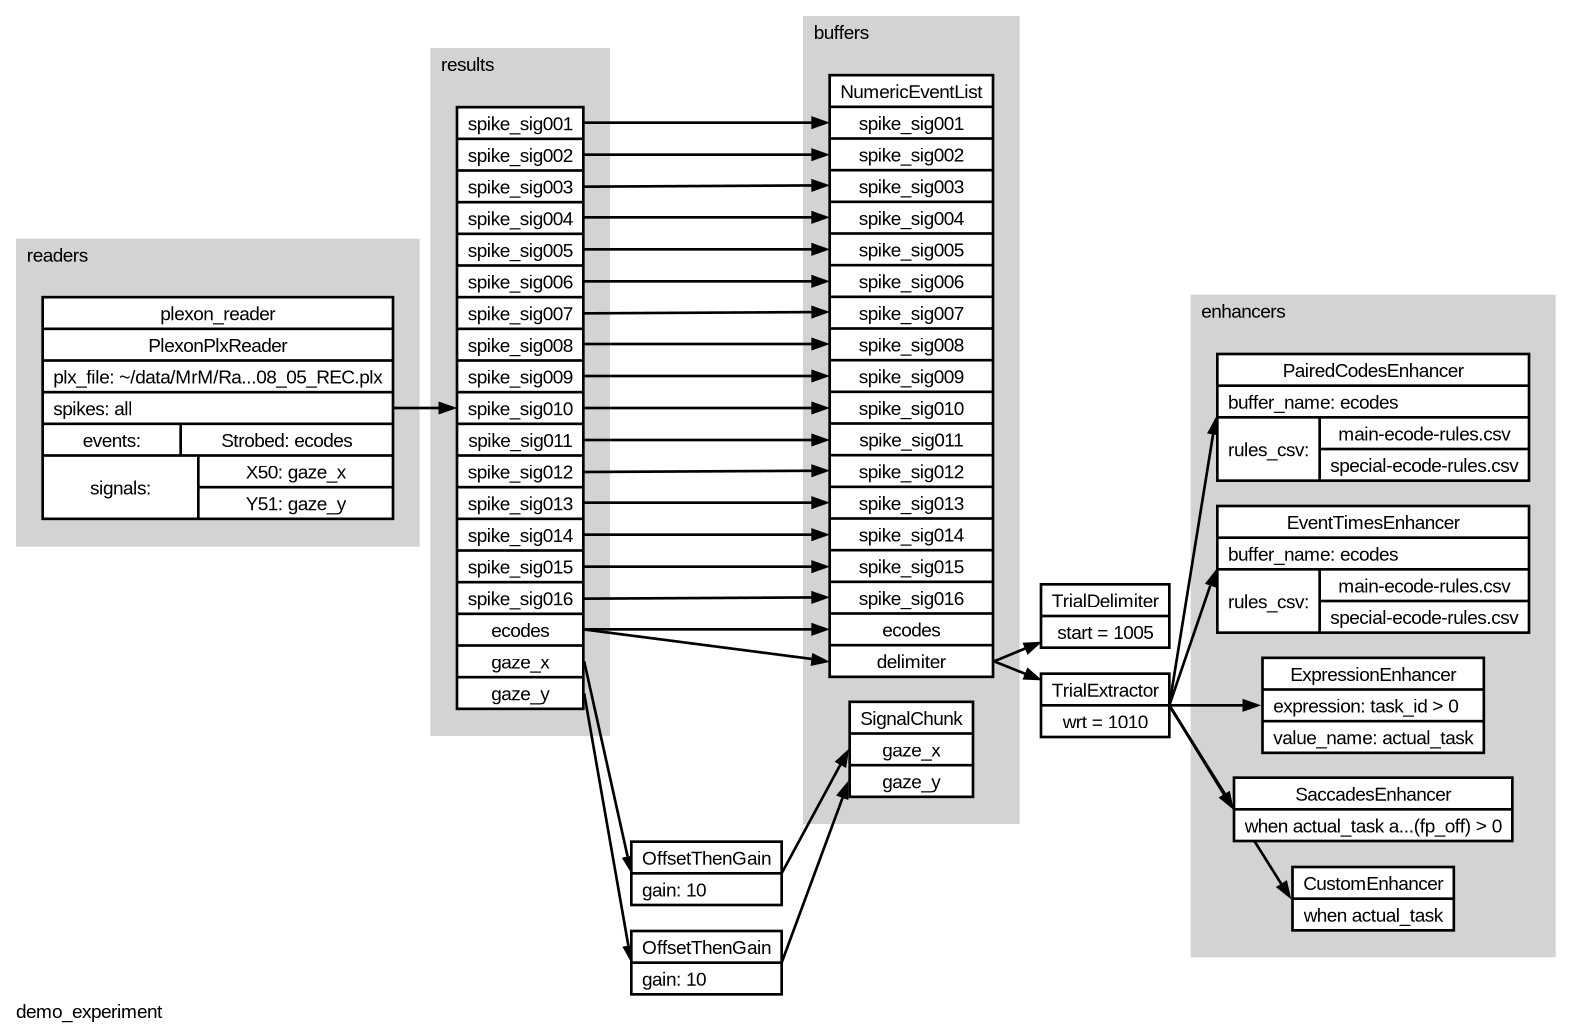 readers
plexon_reader
PlexonPlxReader
plx_file: ~/data/MrM/Ra...08_05_REC.plx
spikes: all
events: Strobed: ecodes
signals:
X50: gaze_x
Y51: gaze_y
results
spike_sig001
spike_sig002
spike_sig003
spike_sig004
spike_sig005
spike_sig006
spike_sig007
spike_sig008
spike_sig009
spike_sig010
spike_sig011
spike_sig012
spike_sig013
spike_sig014
spike_sig015
spike_sig016
ecodes
gaze_x
gaze_y
OffsetThenGain
gain: 10
OffsetThenGain
gain: 10
buffers
NumericEventList
spike_sig001
spike_sig002
spike_sig003
spike_sig004
spike_sig005
spike_sig006
spike_sig007
spike_sig008
spike_sig009
spike_sig010
spike_sig011
spike_sig012
spike_sig013
spike_sig014
spike_sig015
spike_sig016
ecodes
delimiter
SignalChunk
gaze_x
gaze_y
TrialDelimiter
start = 1005
TrialExtractor
wrt = 1010
enhancers
PairedCodesEnhancer
buffer_name: ecodes
rules_csv:
main-ecode-rules.csv
special-ecode-rules.csv
EventTimesEnhancer
buffer_name: ecodes
rules_csv:
main-ecode-rules.csv
special-ecode-rules.csv
ExpressionEnhancer
expression: task_id > 0
value_name: actual_task
SaccadesEnhancer
when actual_task a...(fp_off) > 0
CustomEnhancer
when actual_task
demo_experiment